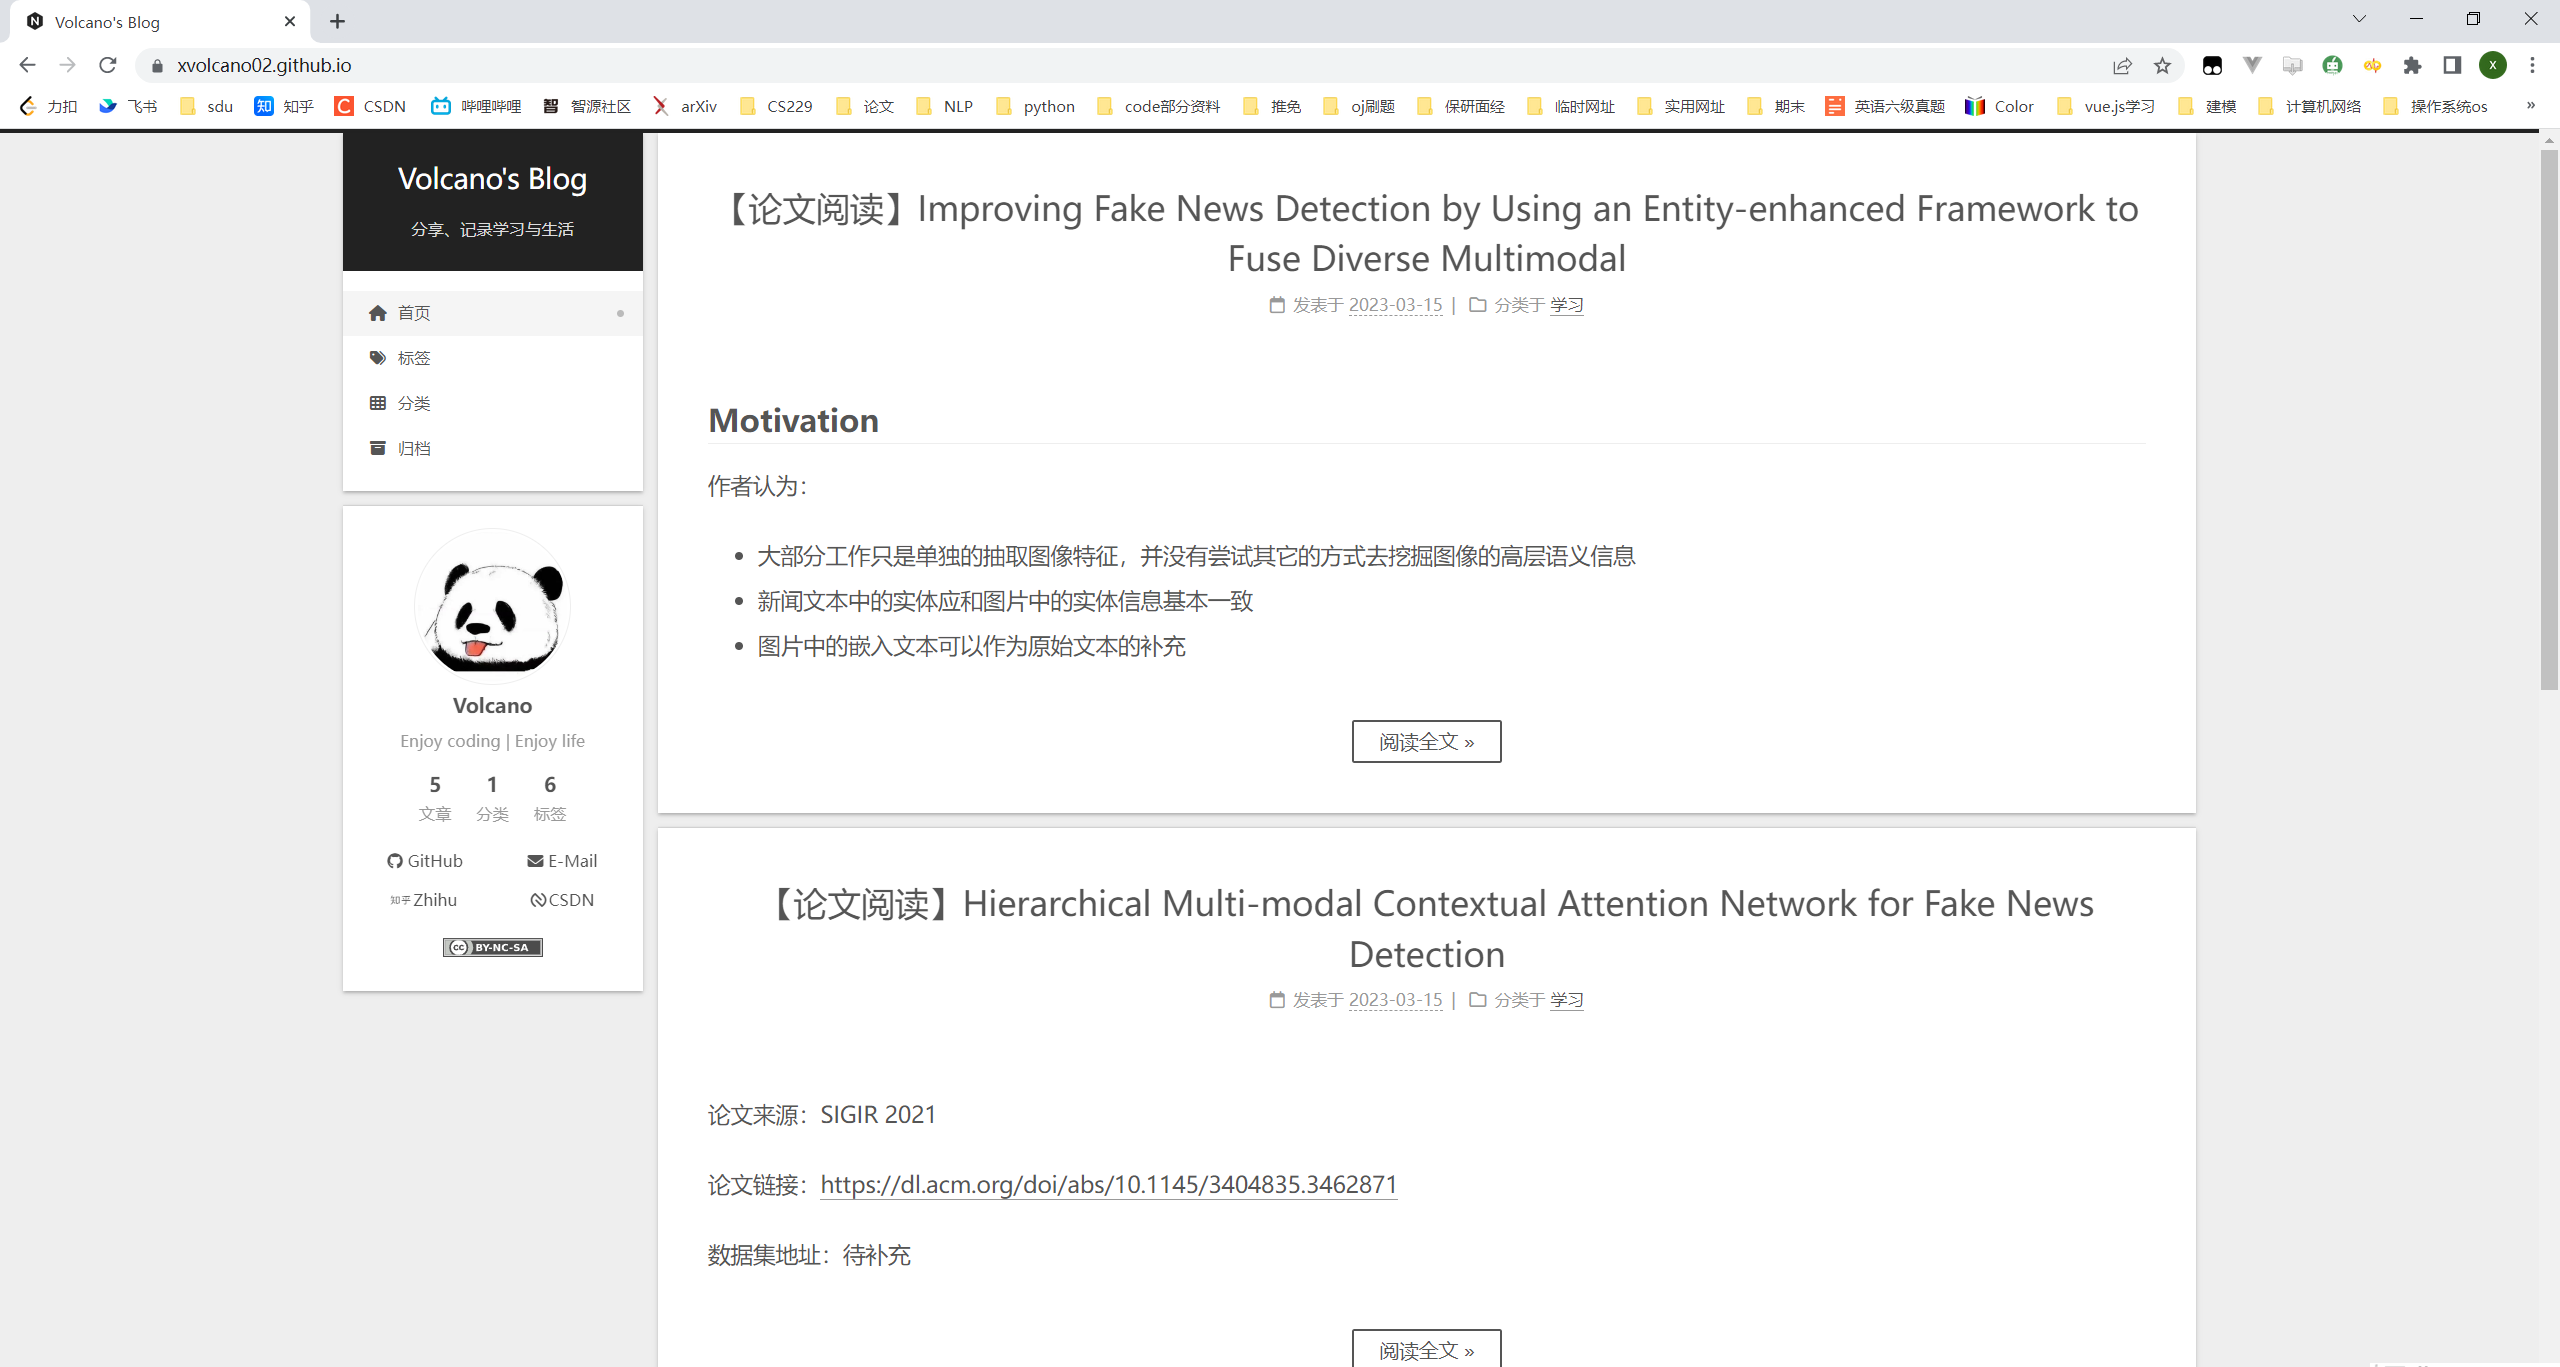 Volcano's Blog
xvolcano02.github.io
X
力扣 飞书 sdu 知 知乎 C CSDN 哔哩哔哩 智 智源社区 arXiv CS229 论文 NLP python code部分资料 推免 oj刷题 保研面经 临时网址 实用网址 期末 英语六级真题 Color vue.js学习 建模 计算机网络 操作系统os »
Volcano's Blog
分享、记录学习与生活
首页
标签
分类
归档
Volcano
Enjoy coding | Enjoy life
5 1 6
文章 分类 标签
GitHub E-Mail
知乎 Zhihu CSDN
cc BY-NC-SA
【论文阅读】Improving Fake News Detection by Using an Entity-enhanced Framework to
Fuse Diverse Multimodal
发表于 2023-03-15 | 分类于 学习
Motivation
作者认为：
• 大部分工作只是单独的抽取图像特征，并没有尝试其它的方式去挖掘图像的高层语义信息
• 新闻文本中的实体应和图片中的实体信息基本一致
• 图片中的嵌入文本可以作为原始文本的补充
阅读全文 »
【论文阅读】Hierarchical Multi-modal Contextual Attention Network for Fake News
Detection
发表于 2023-03-15 | 分类于 学习
论文来源：SIGIR 2021
论文链接：https://dl.acm.org/doi/abs/10.1145/3404835.3462871
数据集地址：待补充
阅读全文 »